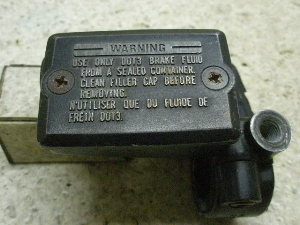 WARNING
USE ONLY DOT3 BRAKE FLUID
FROM A SEALED CONTAINER.
CLEAN FILLER CAP BEFORE
REMOVING.
N'UTILISER QUE DU FLUIDE DE
FREIN DOT3.